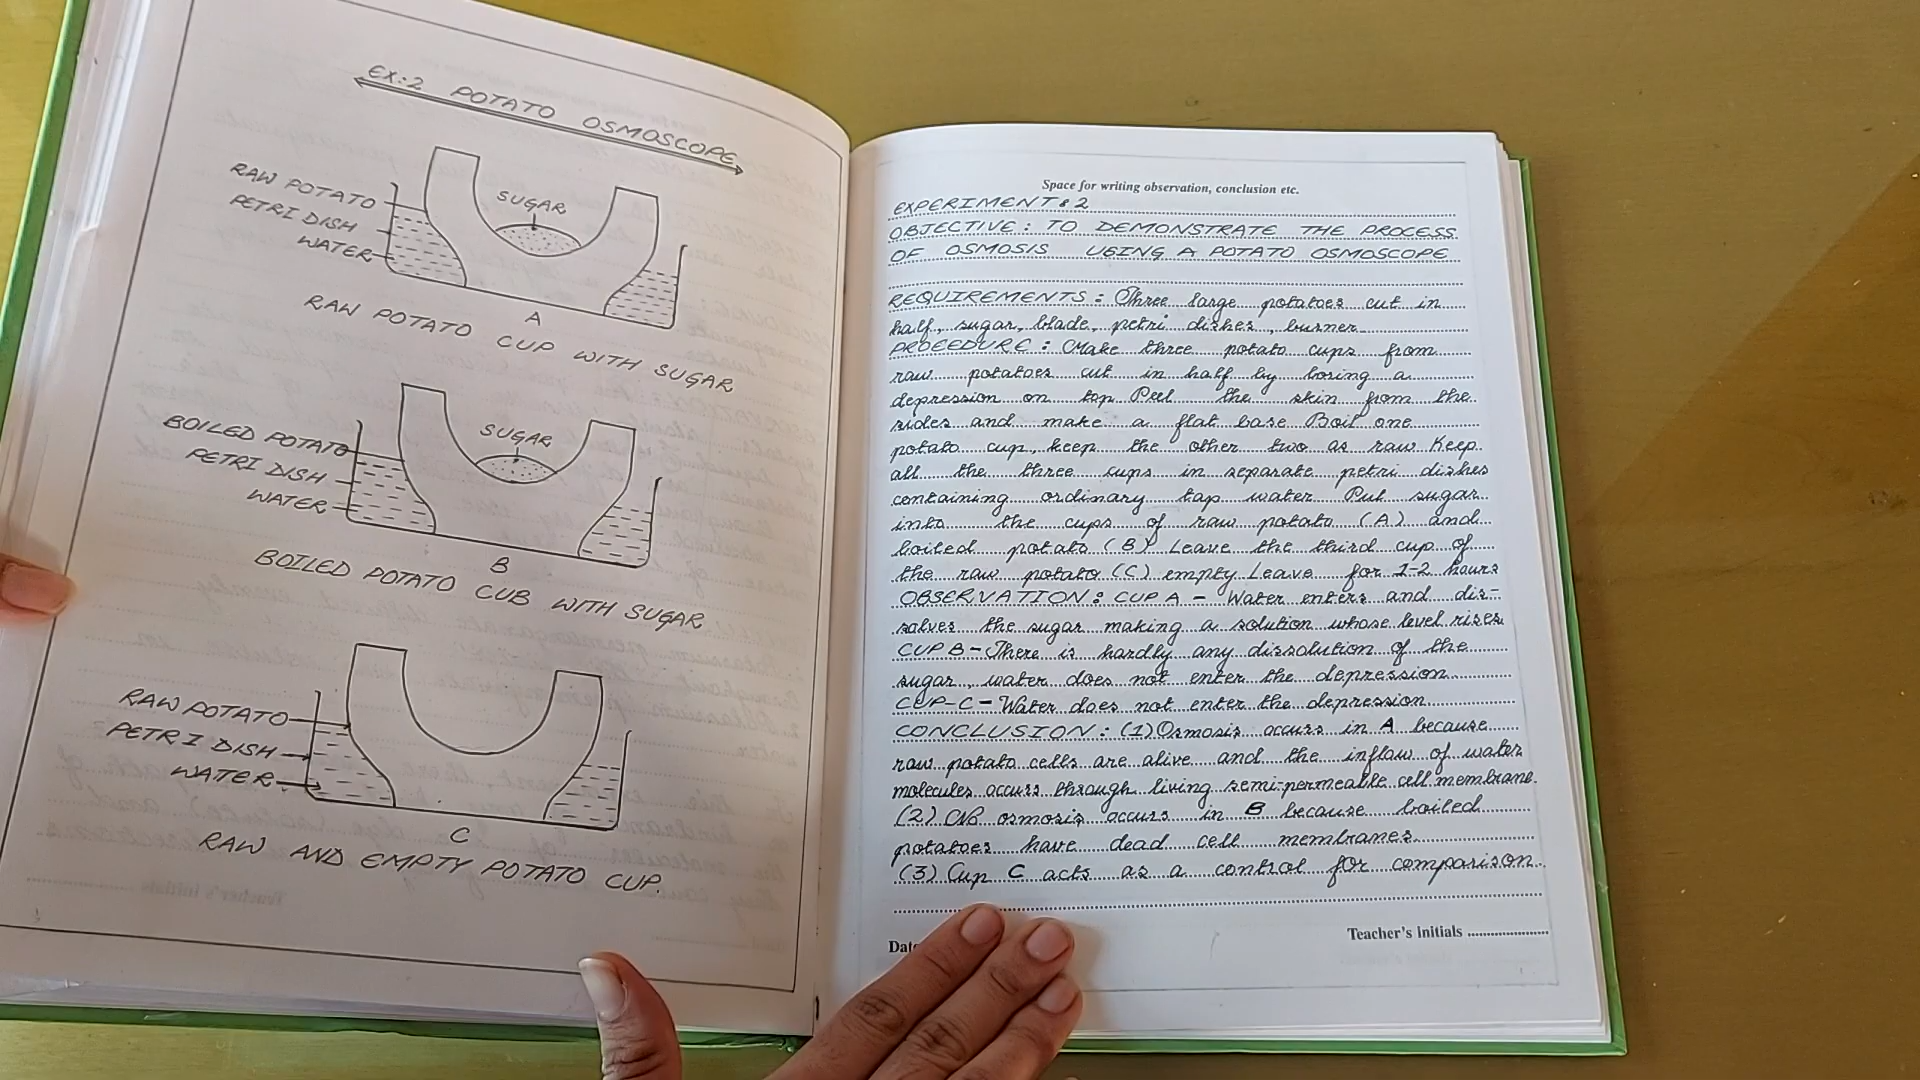 EX:2 POTATO OSMOSCOPE
RAW POTATO
PETRI DISH
WATER
SUGAR
A
RAW POTATO CUP WITH SUGAR
BOILED POTATO
PETRI DISH
WATER
SUGAR
B
BOILED POTATO CUB WITH SUGAR
RAW POTATO
PETRI DISH
WATER
C
RAW AND EMPTY POTATO CUP.
Space for writing observation, conclusion etc.
EXPERIMENT: 2
OBJECTIVE: TO DEMONSTRATE THE PROCESS
OF OSMOSIS USING A POTATO OSMOSCOPE
REQUIREMENTS: Three large potatoes cut in
half, sugar, blade, petri dishes, burner
PROEEDURE: Make three potato cups from
raw potatoes cut in half by boring a
depression on top Peel the skin from the
sides and make a flat base Boil one
potato cup, keep the other two as raw Keep
all the three cups in separate petri dishes
containing ordinary tap water Put sugar
into the cups of raw potato (A) and
boiled potato (B) Leave the third cup of
the raw potato (C) empty Leave for 1-2 hours
OBSERVATION: CUP A - Water enters and dis-
solves the sugar making a solution whose level rises
CUP B - There is hardly any dissolution of the
sugar, water does not enter the depression
CUP-C - Water does not enter the depression
CONCLUSION: (1) Osmosis occurs in A because
raw potato cells are alive and the inflow of water
molecules occurs through living semi-permeable cell membrane
(2) osmosis occurs in B because boiled
potatoes have dead cell membranes
(3) Cup C acts as a control for comparison
Teacher's initials